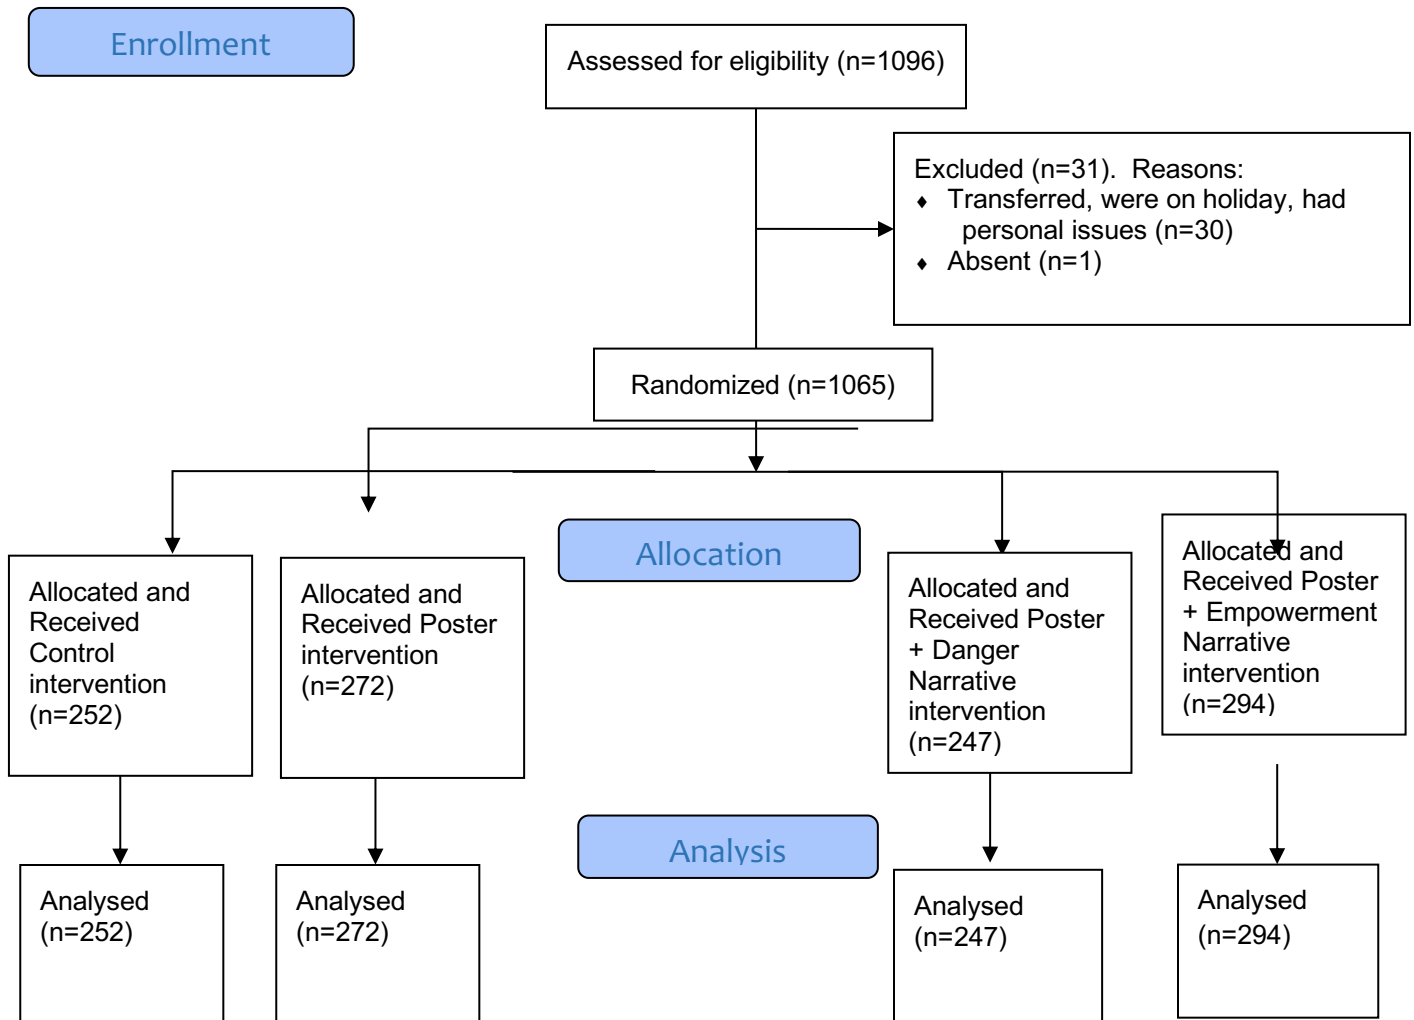 Enrollment
Assessed for eligibility (n=1096)
Excluded (n=31).  Reasons:
♦ Transferred, were on holiday, had
personal issues (n=30)
♦ Absent (n=1)
Randomized (n=1065)
Allocation
Allocated and
Received
Control
intervention
(n=252)
Allocated and
Received Poster
intervention
(n=272)
Allocated and
Received Poster
+ Danger
Narrative
intervention
(n=247)
Allocated and
Received Poster
+ Empowerment
Narrative
intervention
(n=294)
Analysis
Analysed
(n=252)
Analysed
(n=272)
Analysed
(n=247)
Analysed
(n=294)